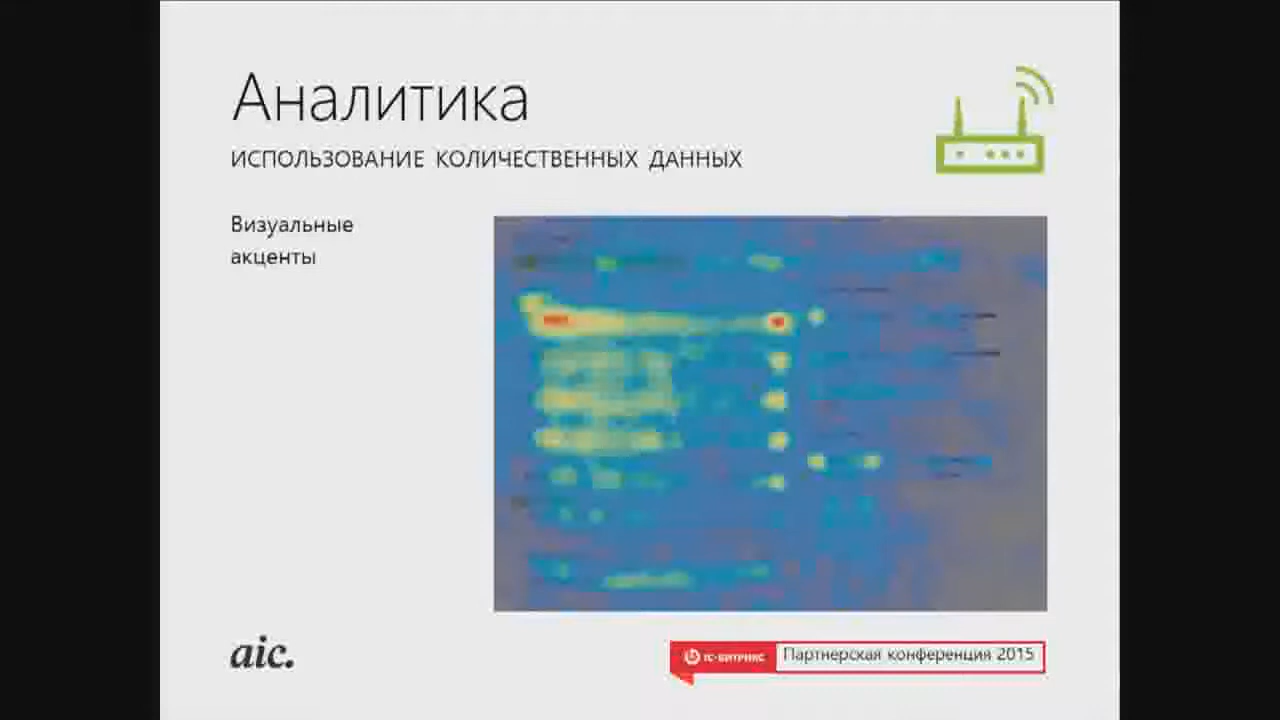 Аналитика
ИСПОЛЬЗОВАНИЕ КОЛИЧЕСТВЕННЫХ ДАННЫХ
Визуальные
акценты
aic.
1С-БИТРИКС Партнерская конференция 2015